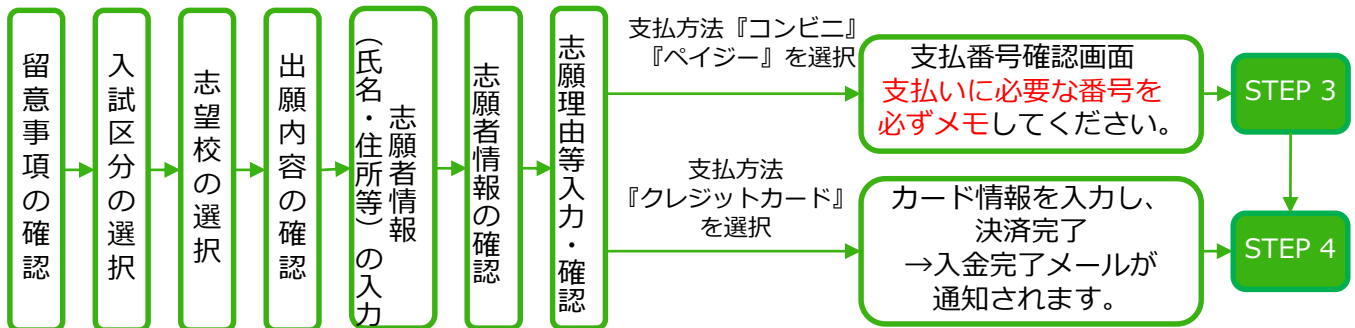 留意事項の確認
入試区分の選択
志望校の選択
出願内容の確認
志願者情報
(氏名・住所等)の入力
志願者情報の確認
志願理由等入力・確認
支払方法『コンビニ』
『ペイジー』を選択
支払番号確認画面
支払いに必要な番号を
必ずメモしてください。
STEP 3
支払方法
『クレジットカード』
を選択
カード情報を入力し、
決済完了
→入金完了メールが
通知されます。
STEP 4